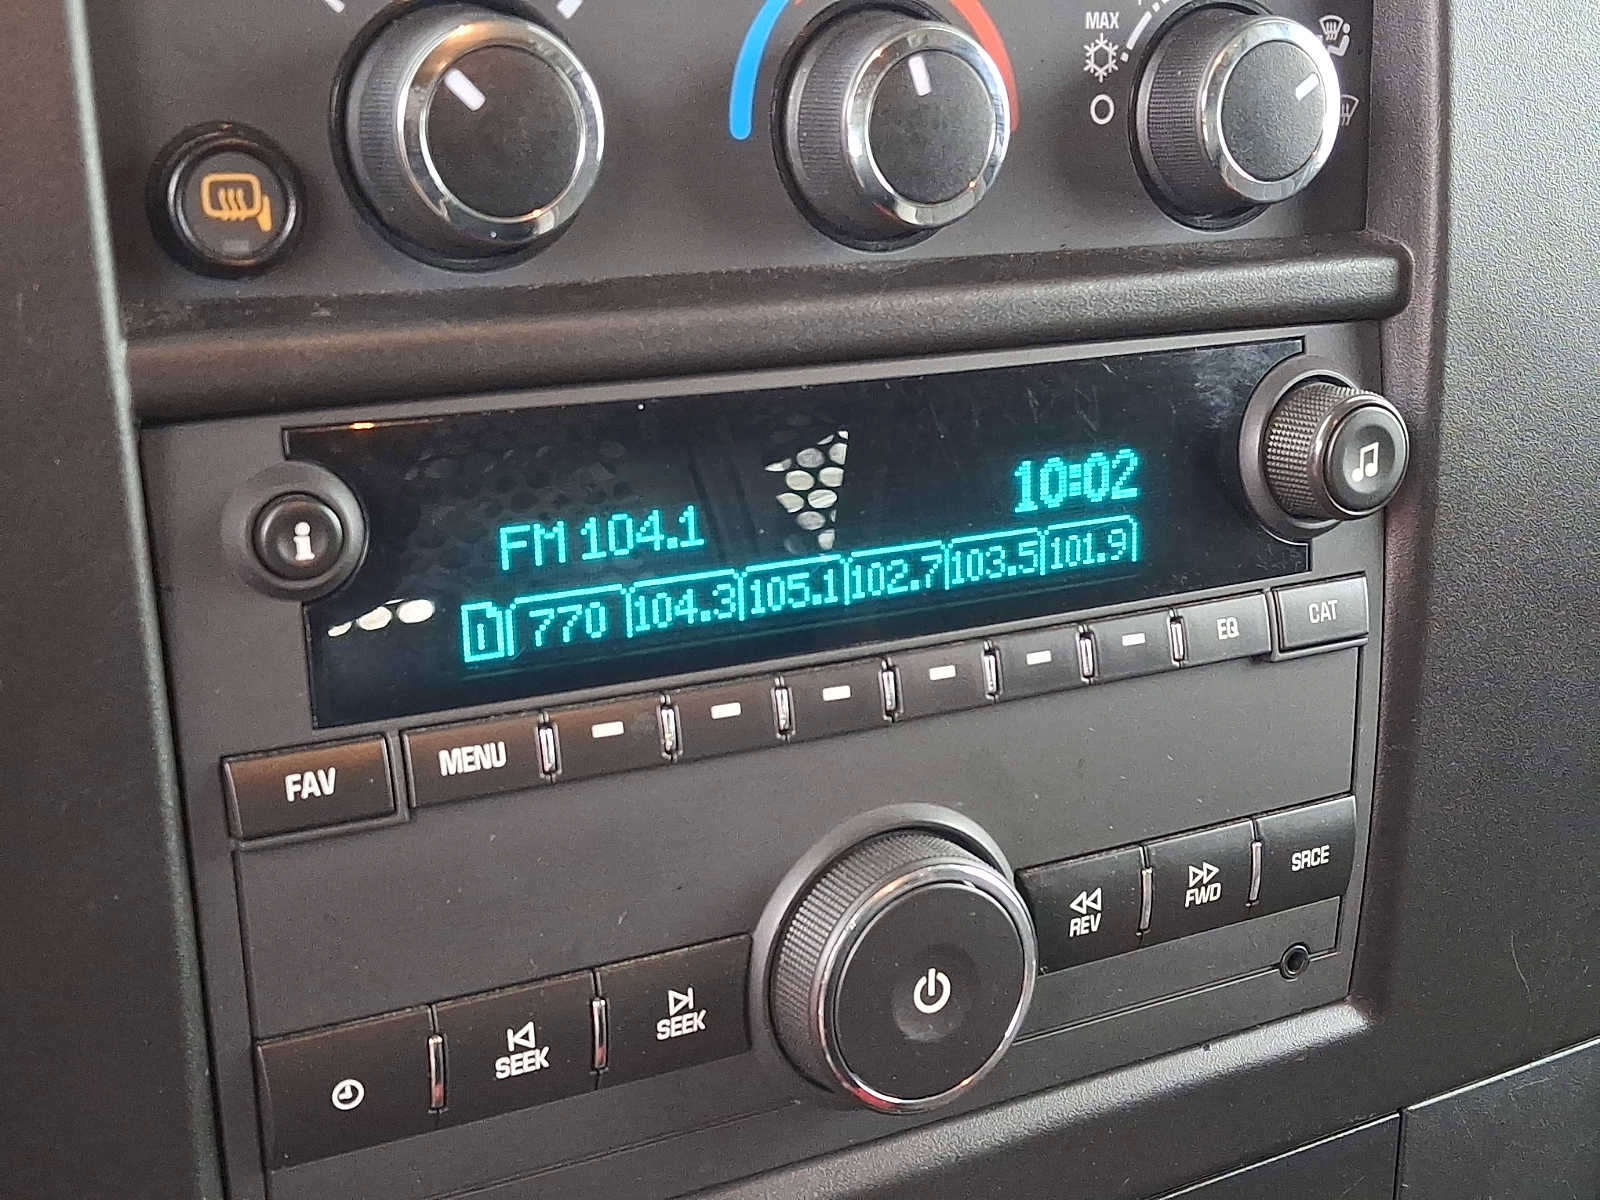 MAX
10:02
FM 104.1
1 770 104.3 105.1 102.7 103.5 101.9
i
FAV MENU EQ CAT
REV FWD SRCE
SEEK SEEK